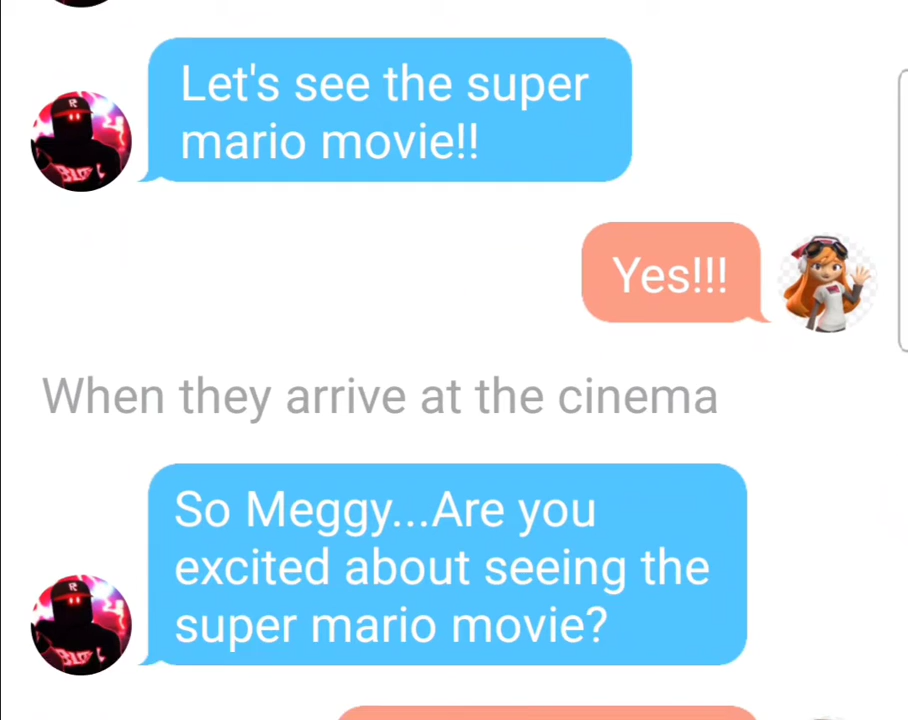 Let's see the super
mario movie!!
Yes!!!
When they arrive at the cinema
So Meggy...Are you
excited about seeing the
super mario movie?